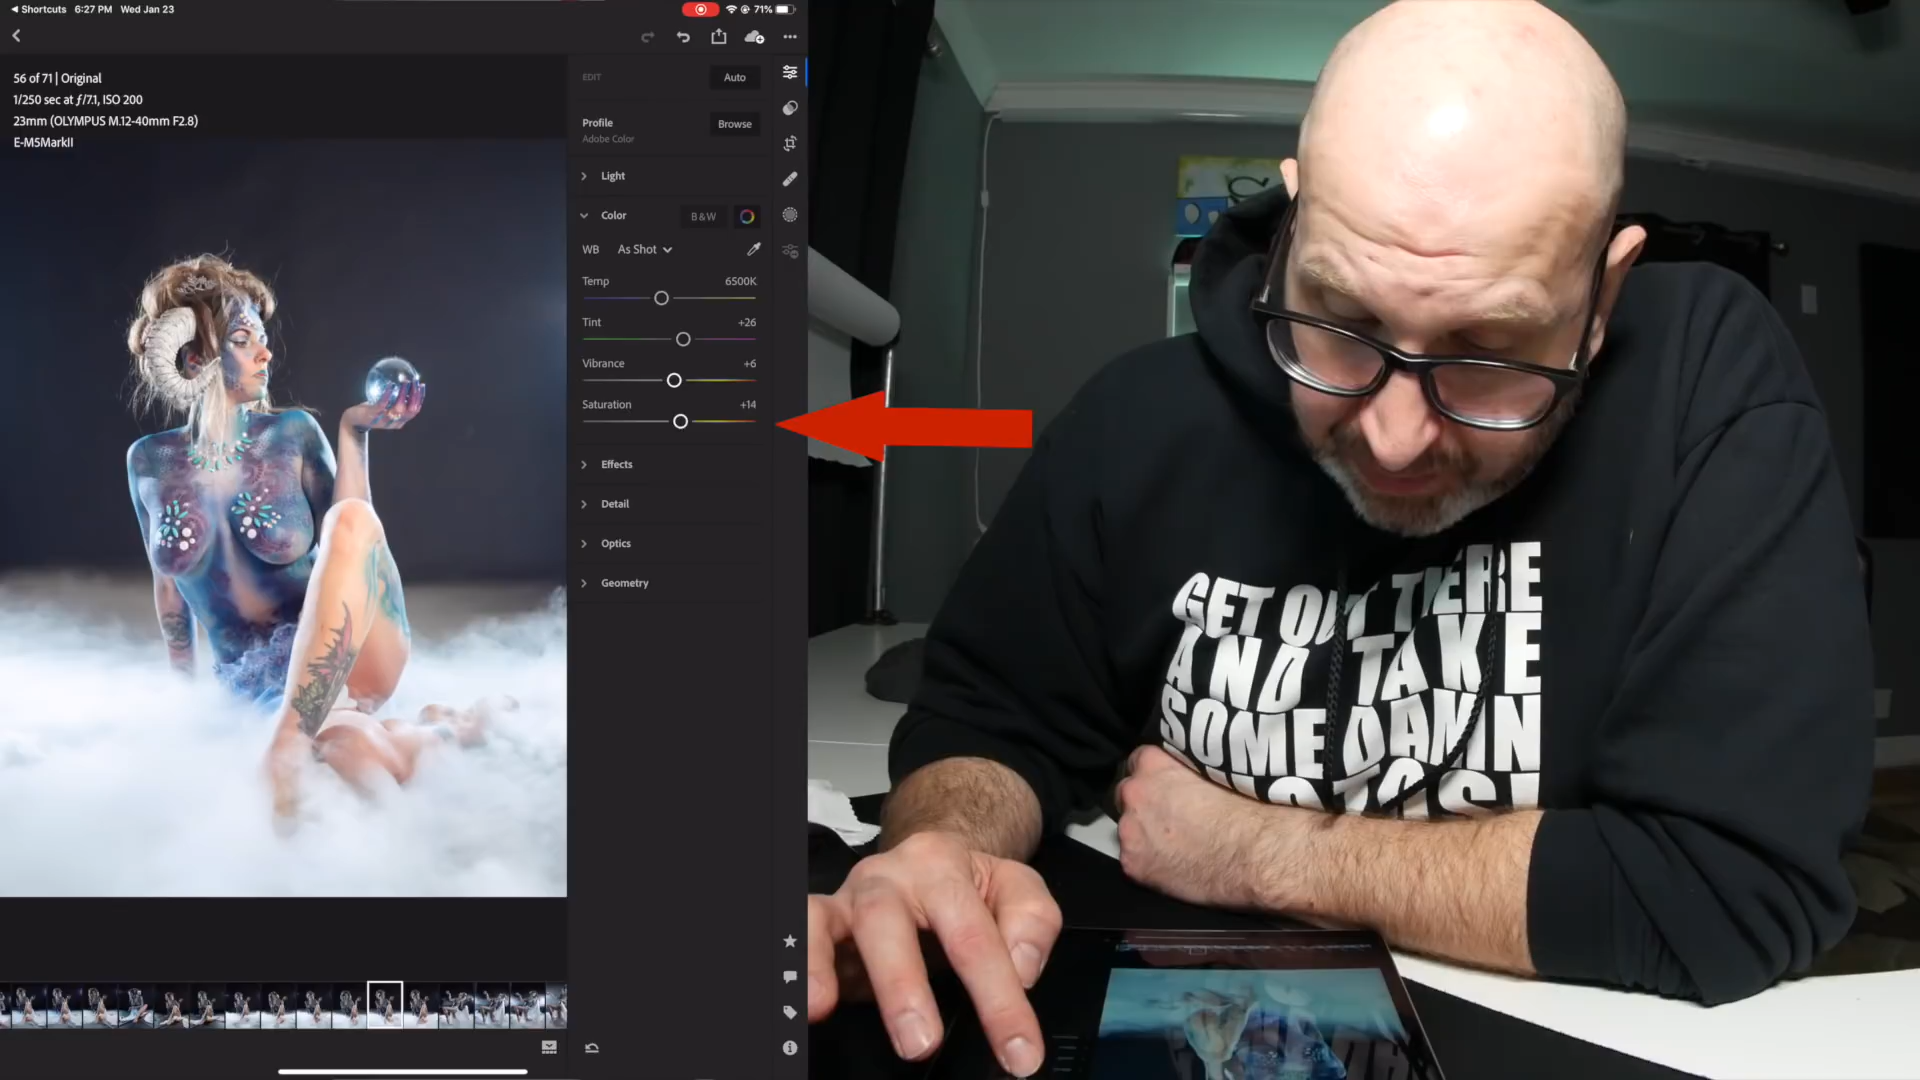 Shortcuts 6:27 PM Wed Jan 23
71%
56 of 71 | Original
1/250 sec at ƒ/7.1, ISO 200
23mm (OLYMPUS M.12-40mm F2.8)
E-M5MarkII
EDIT
Auto
Profile
Adobe Color
Browse
Light
Color
B & W
WB As Shot
Temp 6500K
Tint +26
Vibrance +6
Saturation +14
Effects
Detail
Optics
Geometry
GET OUT THERE
AND TAKE
SOME DAMN